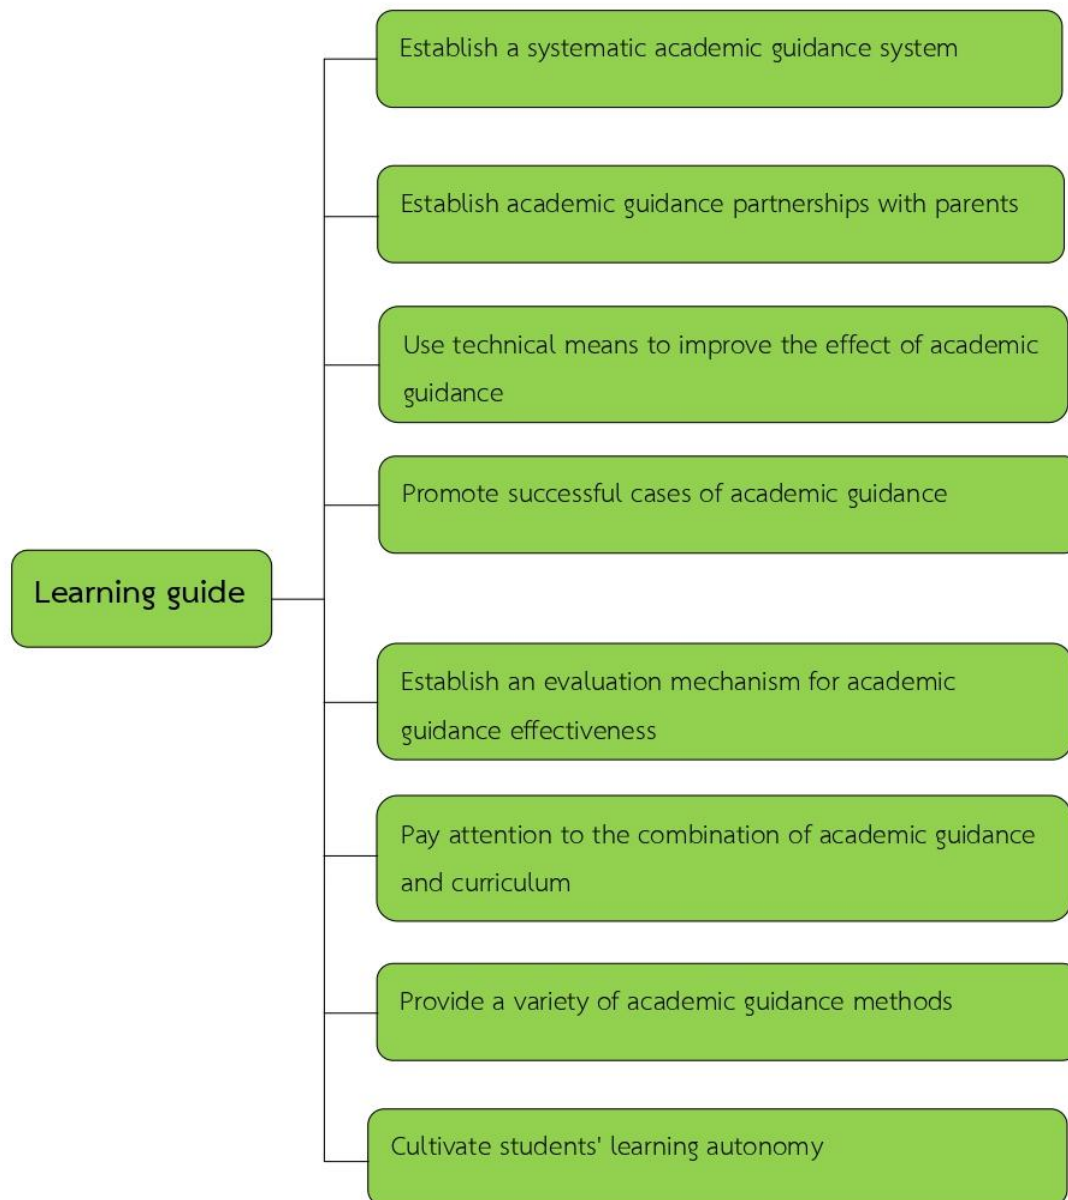 Establish a systematic academic guidance system
Establish academic guidance partnerships with parents
Use technical means to improve the effect of academic
guidance
Promote successful cases of academic guidance
Learning guide
Establish an evaluation mechanism for academic
guidance effectiveness
Pay attention to the combination of academic guidance
and curriculum
Provide a variety of academic guidance methods
Cultivate students' learning autonomy